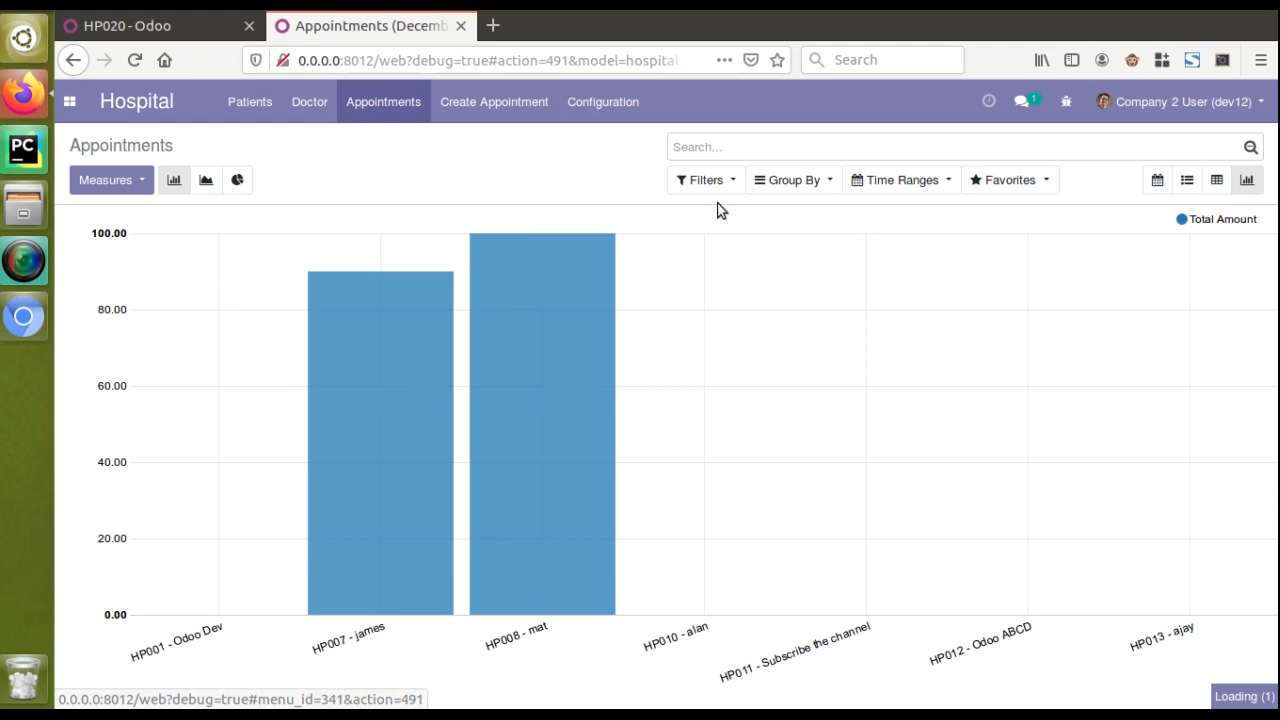 HP020 - Odoo
Appointments (Decemb
0.0.0.0:8012/web?debug=true#action=491&model=hospital
Search
Hospital
Patients
Doctor
Appointments
Create Appointment
Configuration
1
Company 2 User (dev12)
PC
Appointments
Search...
Measures
Filters
Group By
Time Ranges
Favorites
Total Amount
100.00
80.00
60.00
40.00
20.00
0.00
HP001 - Odoo Dev
HP007 - james
HP008 - mat
HP010 - alan
HP011 - Subscribe the channel
HP012 - Odoo ABCD
HP013 - ajay
0.0.0.0:8012/web?debug=true#menu_id=341&action=491
Loading (1)